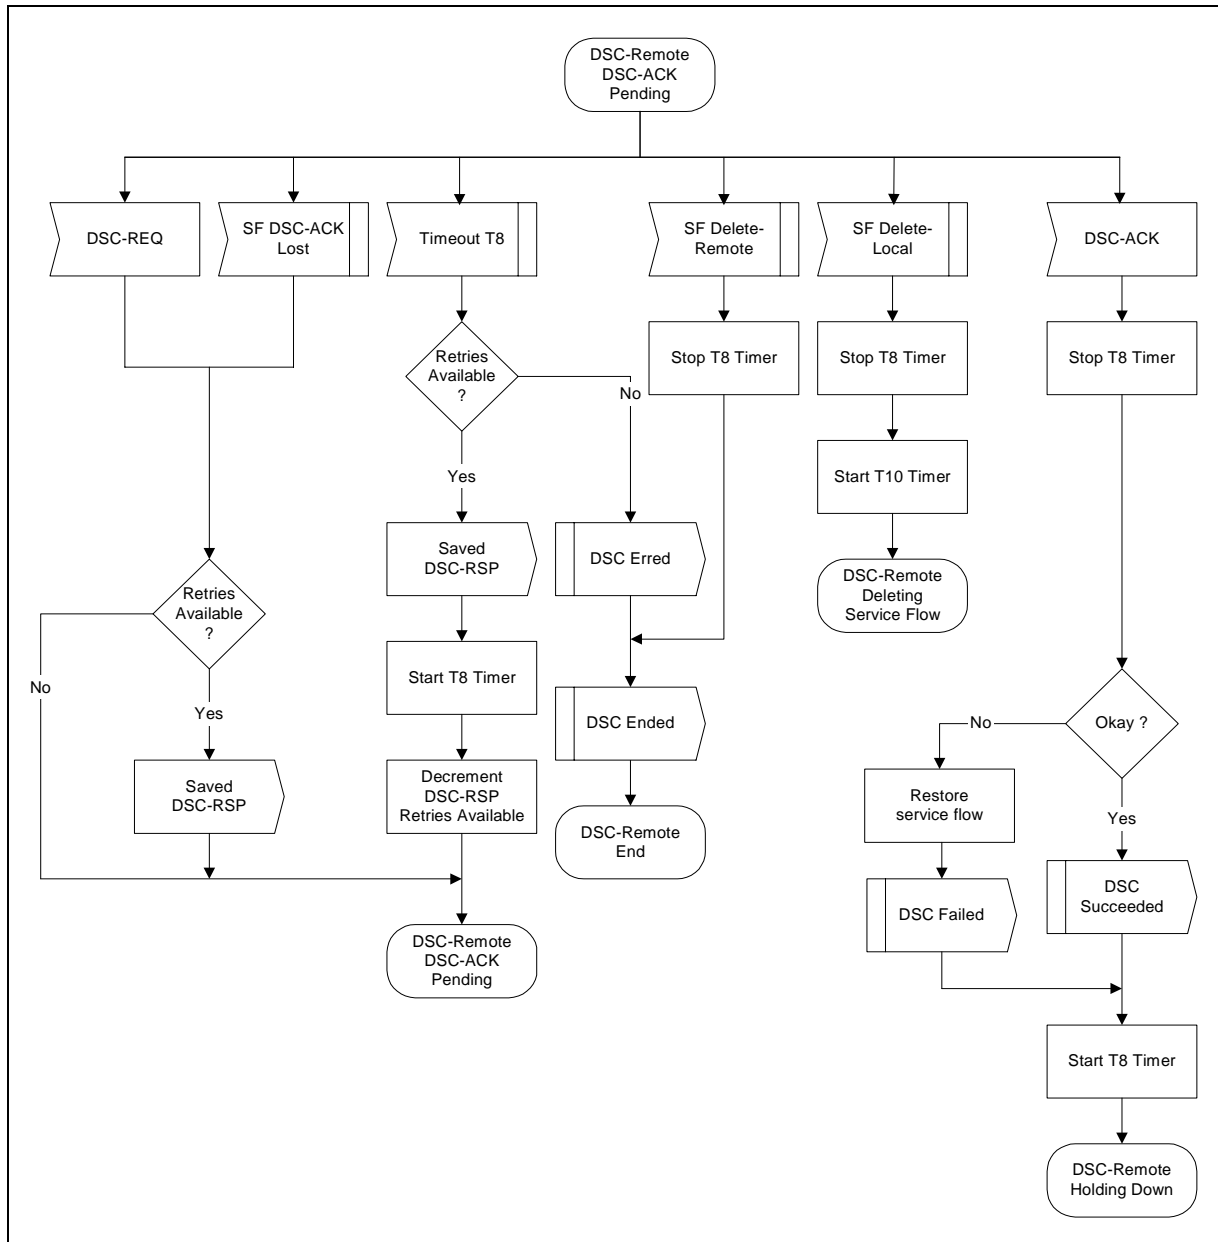 DSC-Remote
DSC-ACK
Pending
DSC-REQ
SF DSC-ACK
Lost
Timeout T8
SF Delete-
Remote
SF Delete-
Local
DSC-ACK
Retries
Available
?
No
Yes
Stop T8 Timer
Stop T8 Timer
Stop T8 Timer
Start T10 Timer
Saved
DSC-RSP
DSC Erred
DSC-Remote
Deleting
Service Flow
Retries
Available
?
No
Yes
Start T8 Timer
DSC Ended
Okay ?
No
Yes
Saved
DSC-RSP
Decrement
DSC-RSP
Retries Available
DSC-Remote
End
Restore
service flow
DSC Failed
DSC
Succeeded
DSC-Remote
DSC-ACK
Pending
Start T8 Timer
DSC-Remote
Holding Down